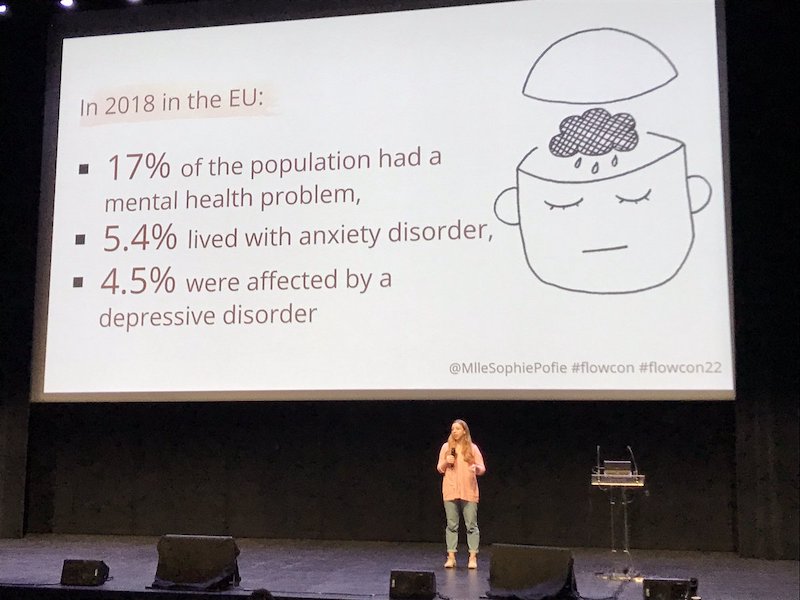 In 2018 in the EU:
▪ 17% of the population had a
mental health problem,
▪ 5.4% lived with anxiety disorder,
▪ 4.5% were affected by a
depressive disorder
@MlleSophiePofie #flowcon #flowcon22